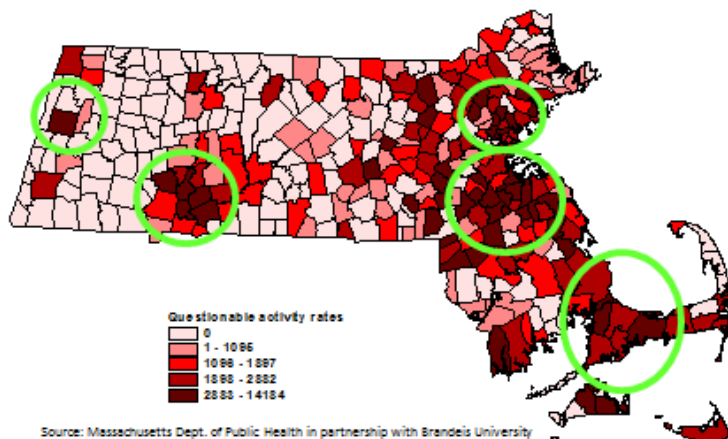 Questionable activity rates
0
1 - 1095
1096 - 1897
1898 - 2882
2883 - 14184
Source: Massachusetts Dept. of Public Health in partnership with Brandeis University